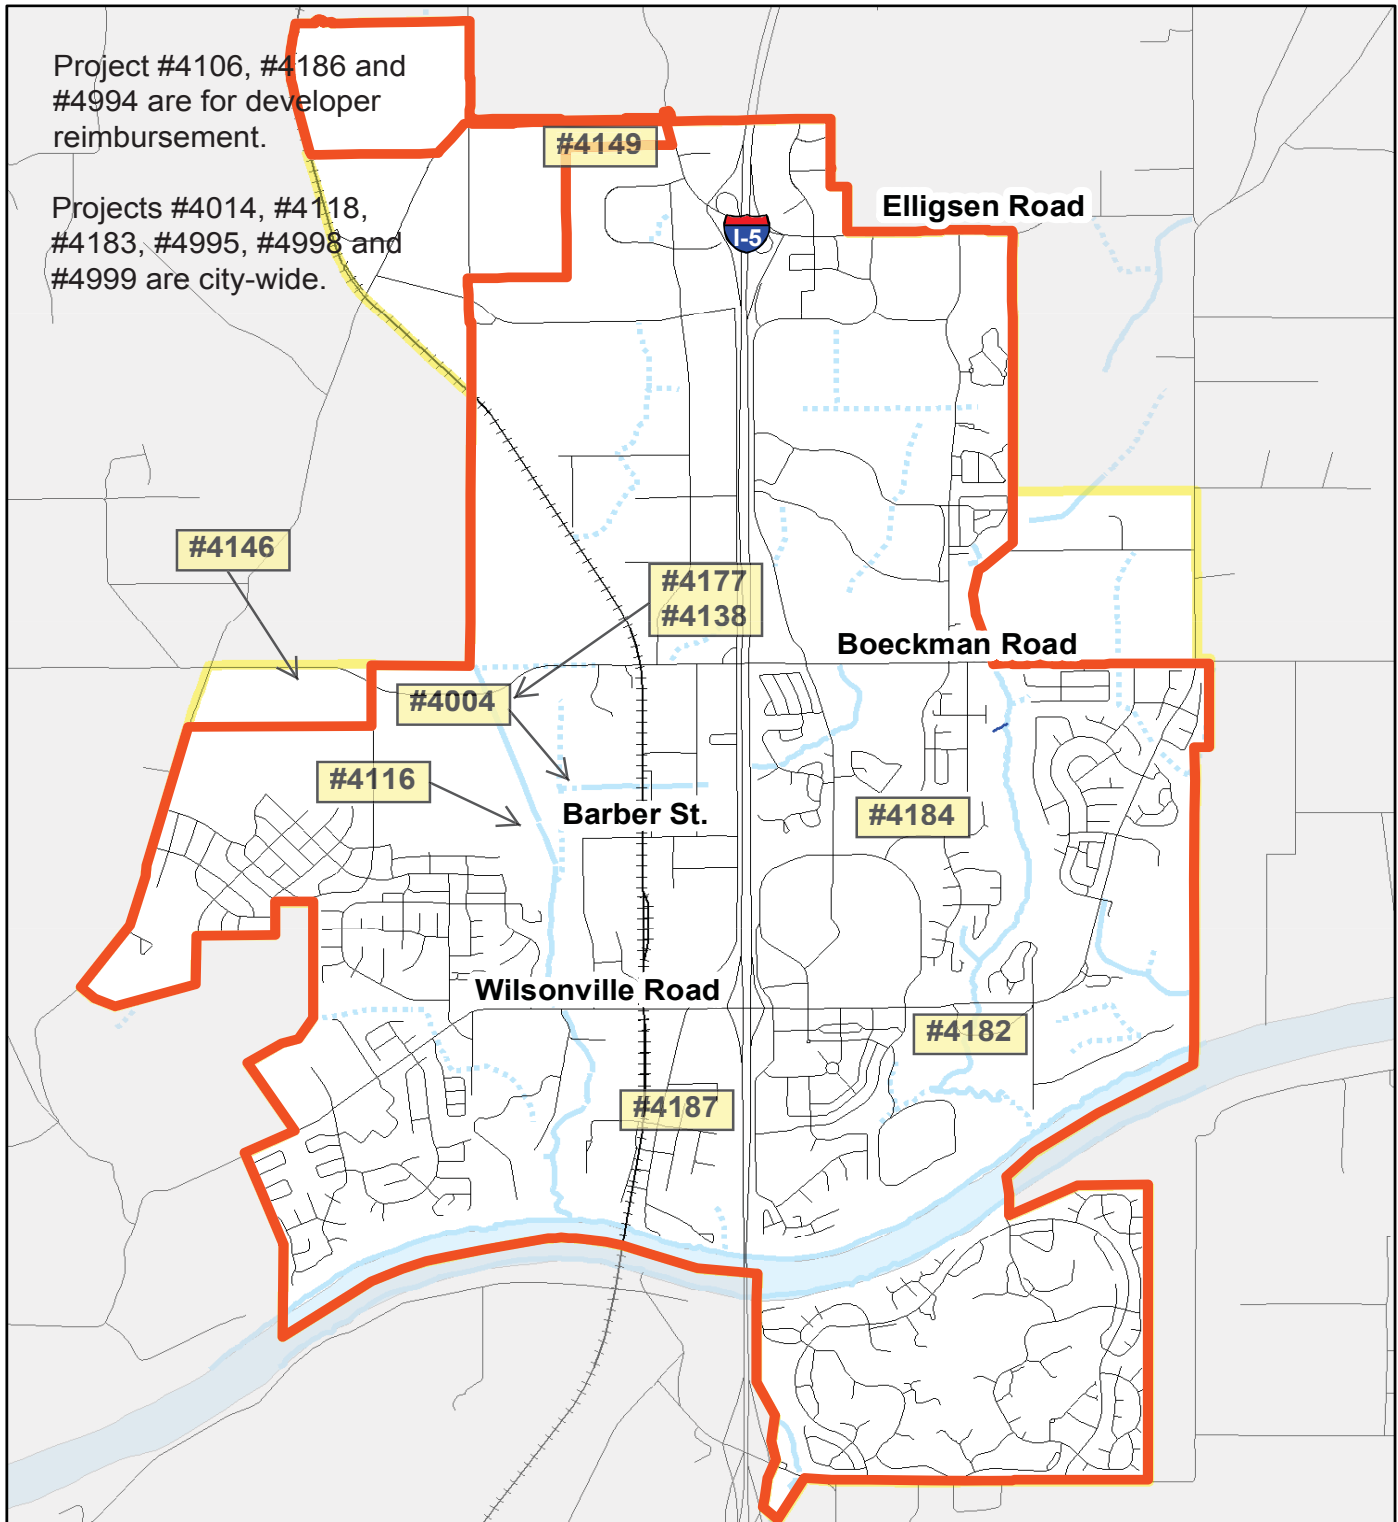 Project #4106, #4186 and
#4994 are for developer
reimbursement.
Projects #4014, #4118,
#4183, #4995, #4998 and
#4999 are city-wide.
#4149
Elligsen Road
I-5
#4146
#4177
#4138
Boeckman Road
#4004
#4116
Barber St.
#4184
Wilsonville Road
#4182
#4187